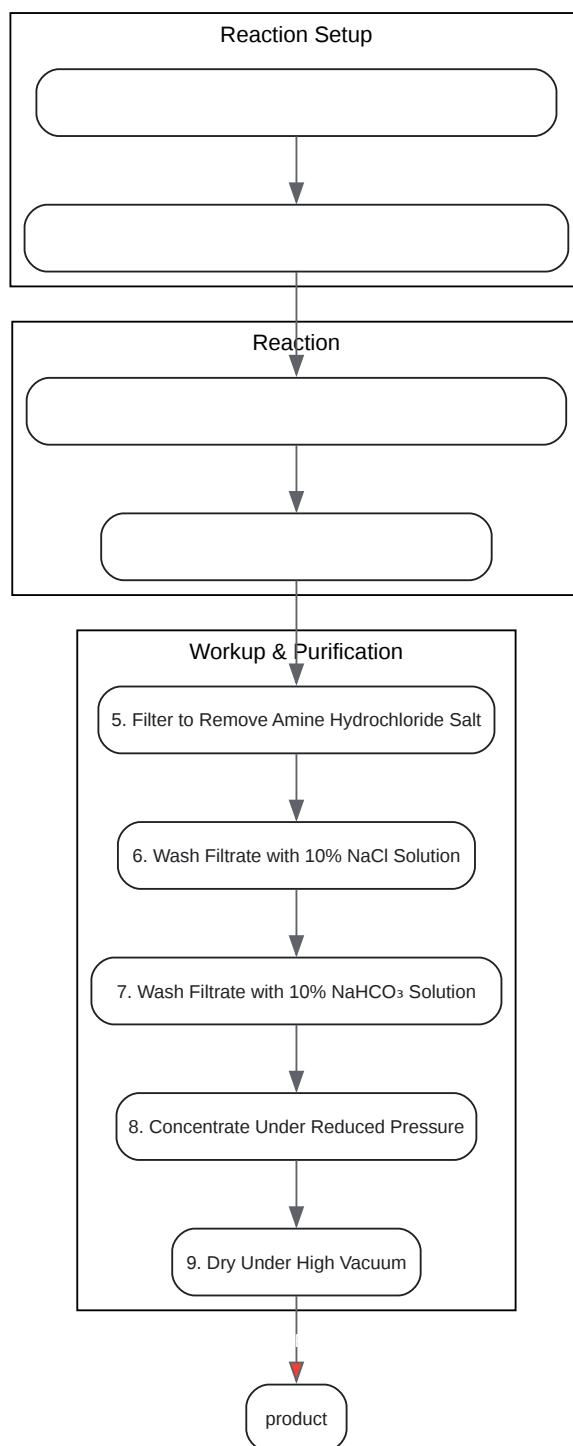 Reaction Setup
Reaction
Workup & Purification
5. Filter to Remove Amine Hydrochloride Salt
6. Wash Filtrate with 10% NaCl Solution
7. Wash Filtrate with 10% NaHCO₃ Solution
8. Concentrate Under Reduced Pressure
9. Dry Under High Vacuum
product